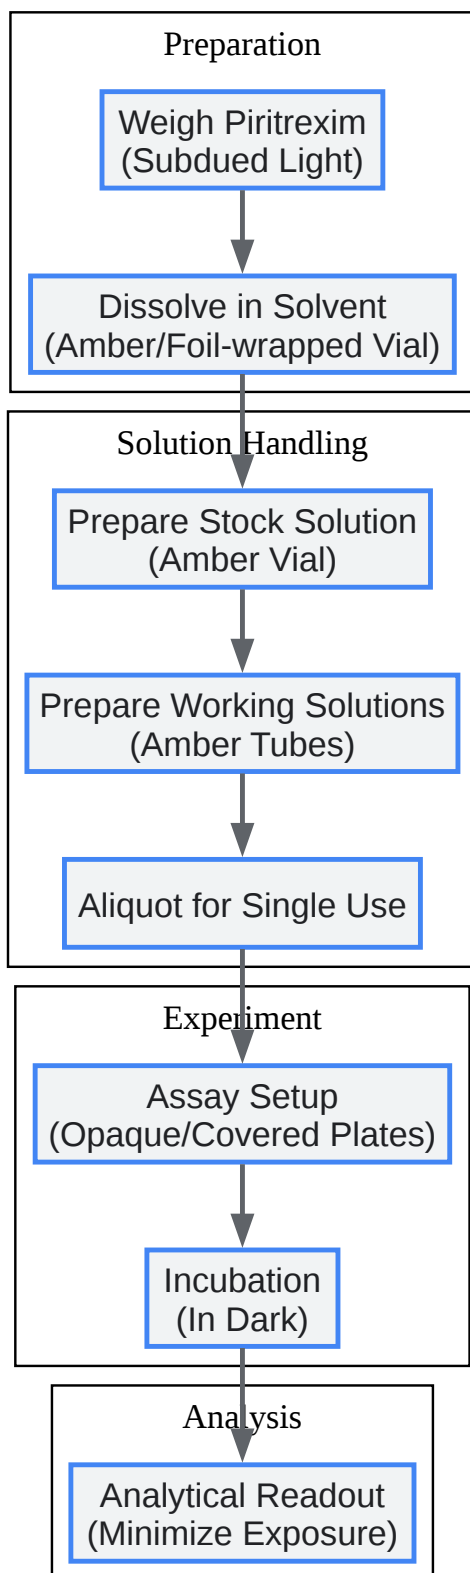 Preparation
Weigh Piritrexim
(Subdued Light)
Dissolve in Solvent
(Amber/Foil-wrapped Vial)
Solution Handling
Prepare Stock Solution
(Amber Vial)
Prepare Working Solutions
(Amber Tubes)
Aliquot for Single Use
Experiment
Assay Setup
(Opaque/Covered Plates)
Incubation
(In Dark)
Analysis
Analytical Readout
(Minimize Exposure)